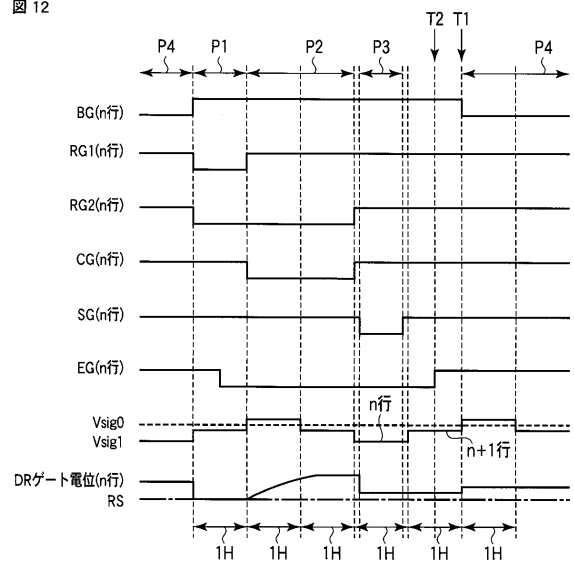 図 12
T2 T1
P4 P1 P2 P3 P4
BG(n行)
RG1(n行)
RG2(n行)
CG(n行)
SG(n行)
EG(n行)
Vsig0
n行
Vsig1
n+1行
DRゲート電位(n行)
RS
1H 1H 1H 1H 1H 1H